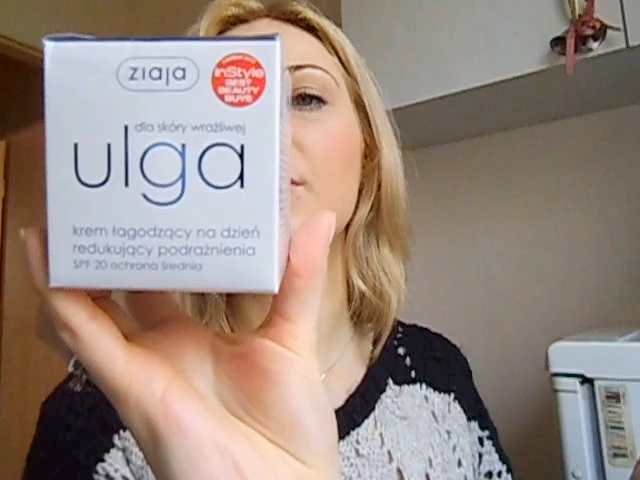 ziaja
InStyle
BEST
BEAUTY
BUYS
dla skóry wrażliwej
ulga
krem łagodzący na dzień
redukujący podrażnienia
SPF 20 ochrona średnia